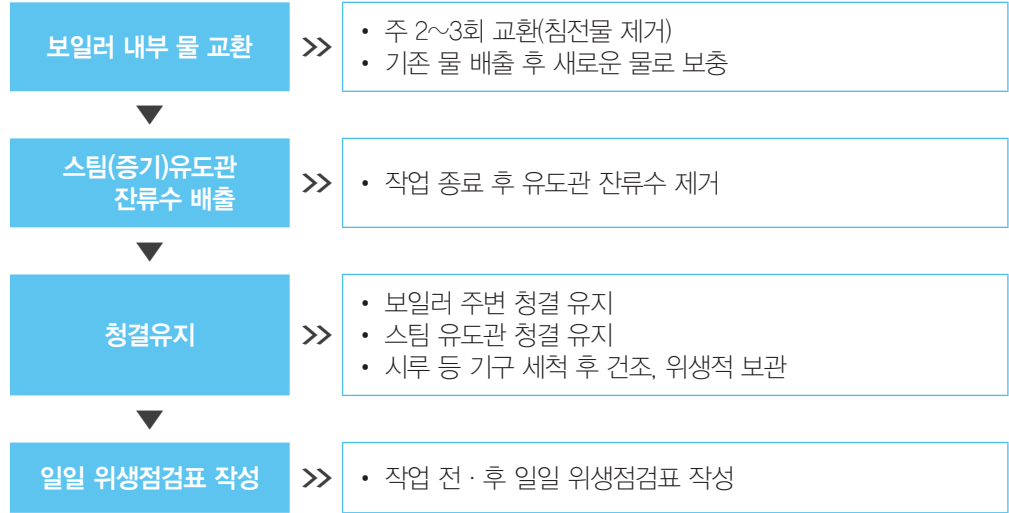 보일러 내부 물 교환
• 주 2~3회 교환(침전물 제거)
• 기존 물 배출 후 새로운 물로 보충
스팀(증기)유도관
잔류수 배출
• 작업 종료 후 유도관 잔류수 제거
청결유지
• 보일러 주변 청결 유지
• 스팀 유도관 청결 유지
• 시루 등 기구 세척 후 건조, 위생적 보관
일일 위생점검표 작성
• 작업 전 · 후 일일 위생점검표 작성